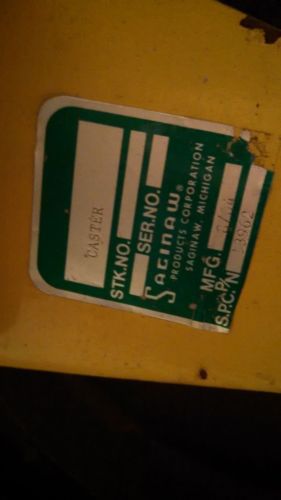 CASTER
STK.NO.
SER.NO.
SAGINAW®
PRODUCTS CORPORATION
SAGINAW, MICHIGAN
MFG.
S.P.C. P/N